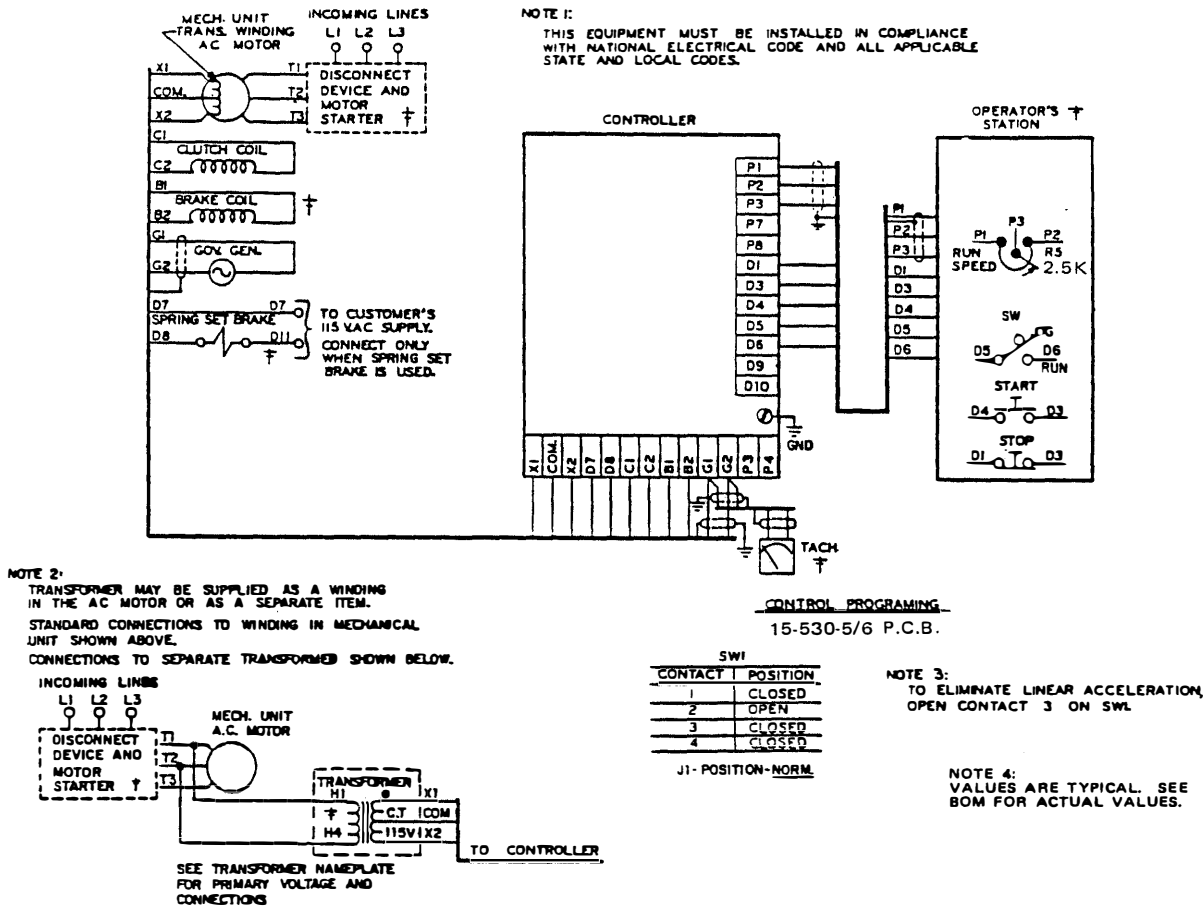 MECH. UNIT
TRANS. WINDING
AC MOTOR
INCOMING LINES
L1 L2 L3
X1
COM.
X2
T1
T2
T3
DISCONNECT
DEVICE AND
MOTOR
STARTER
C1
CLUTCH COIL
C2
B1
BRAKE COIL
B2
G1
GOV. GEN.
G2
D7 D7
SPRING SET BRAKE
D8 D11
TO CUSTOMER'S
115 V.AC SUPPLY.
CONNECT ONLY
WHEN SPRING SET
BRAKE IS USED.
NOTE 1:
THIS EQUIPMENT MUST BE INSTALLED IN COMPLIANCE
WITH NATIONAL ELECTRICAL CODE AND ALL APPLICABLE
STATE AND LOCAL CODES.
CONTROLLER
P1
P2
P3
P7
P8
D1
D3
D4
D5
D6
D9
D10
GND
X1 COM. X2 D7 D8 C1 C2 B1 B2 G1 G2 P3 P4
TACH.
OPERATOR'S
STATION
P1
P2
P3
D1
D3
D4
D5
D6
P3
P1 P2
RUN R5
SPEED 2.5K
SW
D5 D6
RUN
START
D4 D3
STOP
D1 D3
NOTE 2:
TRANSFORMER MAY BE SUPPLIED AS A WINDING
IN THE AC MOTOR OR AS A SEPARATE ITEM.
STANDARD CONNECTIONS TO WINDING IN MECHANICAL
UNIT SHOWN ABOVE.
CONNECTIONS TO SEPARATE TRANSFORMED SHOWN BELOW.
INCOMING LINES
L1 L2 L3
DISCONNECT
DEVICE AND
MOTOR
STARTER
T1
T2
T3
MECH. UNIT
A.C. MOTOR
TRANSFORMER
H1 X1
C.T COM
H4 115V X2
TO CONTROLLER
SEE TRANSFORMER NAMEPLATE
FOR PRIMARY VOLTAGE AND
CONNECTIONS
CONTROL PROGRAMING
15-530-5/6 P.C.B.
SW1
CONTACT POSITION
1 CLOSED
2 OPEN
3 CLOSED
4 CLOSED
J1- POSITION-NORM.
NOTE 3:
TO ELIMINATE LINEAR ACCELERATION,
OPEN CONTACT 3 ON SW1.
NOTE 4:
VALUES ARE TYPICAL. SEE
BOM FOR ACTUAL VALUES.